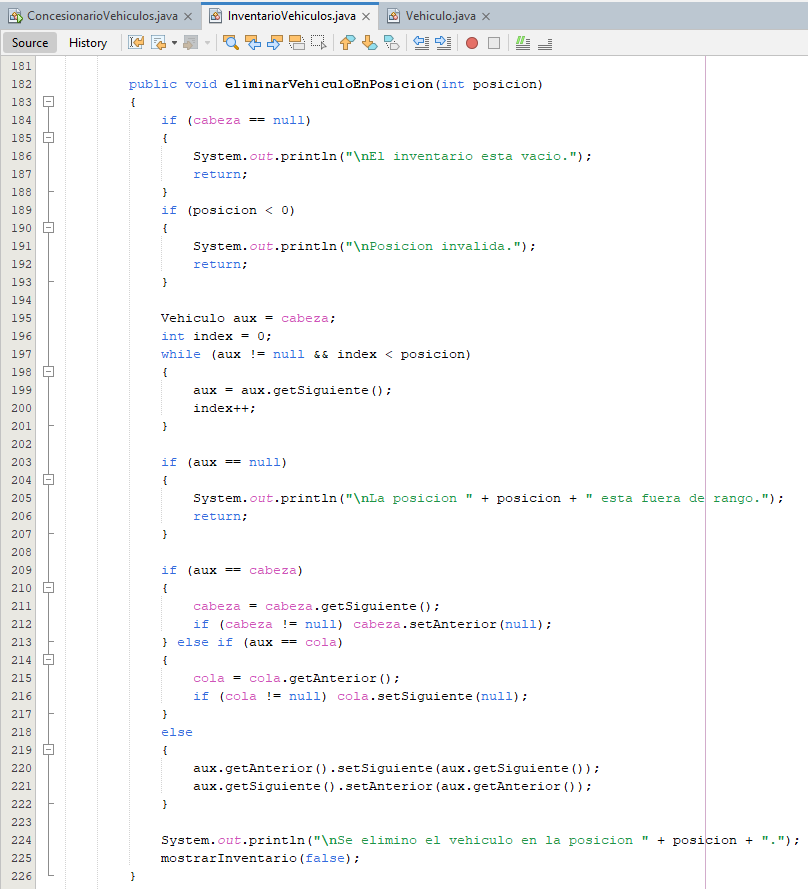 ConcesionarioVehiculos.java InventarioVehiculos.java Vehiculo.java
Source History
181
182 public void eliminarVehiculoEnPosicion(int posicion)
183 {
184 if (cabeza == null)
185 {
186 System.out.println("\nEl inventario esta vacio.");
187 return;
188 }
189 if (posicion < 0)
190 {
191 System.out.println("\nPosicion invalida.");
192 return;
193 }
194
195 Vehiculo aux = cabeza;
196 int index = 0;
197 while (aux != null && index < posicion)
198 {
199 aux = aux.getSiguiente();
200 index++;
201 }
202
203 if (aux == null)
204 {
205 System.out.println("\nLa posicion " + posicion + " esta fuera de rango.");
206 return;
207 }
208
209 if (aux == cabeza)
210 {
211 cabeza = cabeza.getSiguiente();
212 if (cabeza != null) cabeza.setAnterior(null);
213 } else if (aux == cola)
214 {
215 cola = cola.getAnterior();
216 if (cola != null) cola.setSiguiente(null);
217 }
218 else
219 {
220 aux.getAnterior().setSiguiente(aux.getSiguiente());
221 aux.getSiguiente().setAnterior(aux.getAnterior());
222 }
223
224 System.out.println("\nSe elimino el vehiculo en la posicion " + posicion + ".");
225 mostrarInventario(false);
226 }